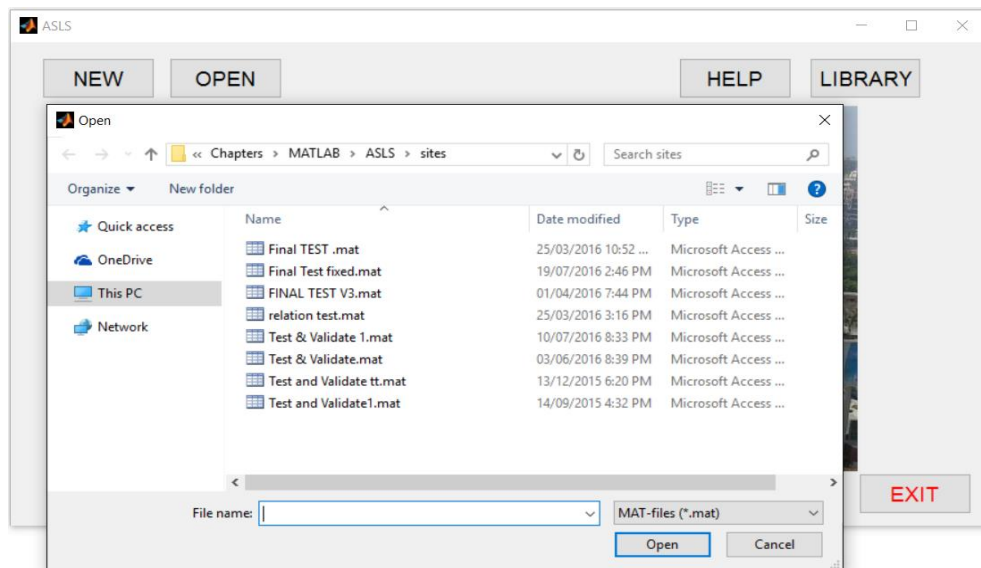 ASLS
NEW OPEN HELP LIBRARY
Open
« Chapters > MATLAB > ASLS > sites Search sites
Organize New folder
Quick access
OneDrive
This PC
Network
Name Date modified Type Size
Final TEST .mat 25/03/2016 10:52 ... Microsoft Access ...
Final Test fixed.mat 19/07/2016 2:46 PM Microsoft Access ...
FINAL TEST V3.mat 01/04/2016 7:44 PM Microsoft Access ...
relation test.mat 25/03/2016 3:16 PM Microsoft Access ...
Test & Validate 1.mat 10/07/2016 8:33 PM Microsoft Access ...
Test & Validate.mat 03/06/2016 8:39 PM Microsoft Access ...
Test and Validate tt.mat 13/12/2015 6:20 PM Microsoft Access ...
Test and Validate1.mat 14/09/2015 4:32 PM Microsoft Access ...
EXIT
File name: MAT-files (*.mat)
Open Cancel